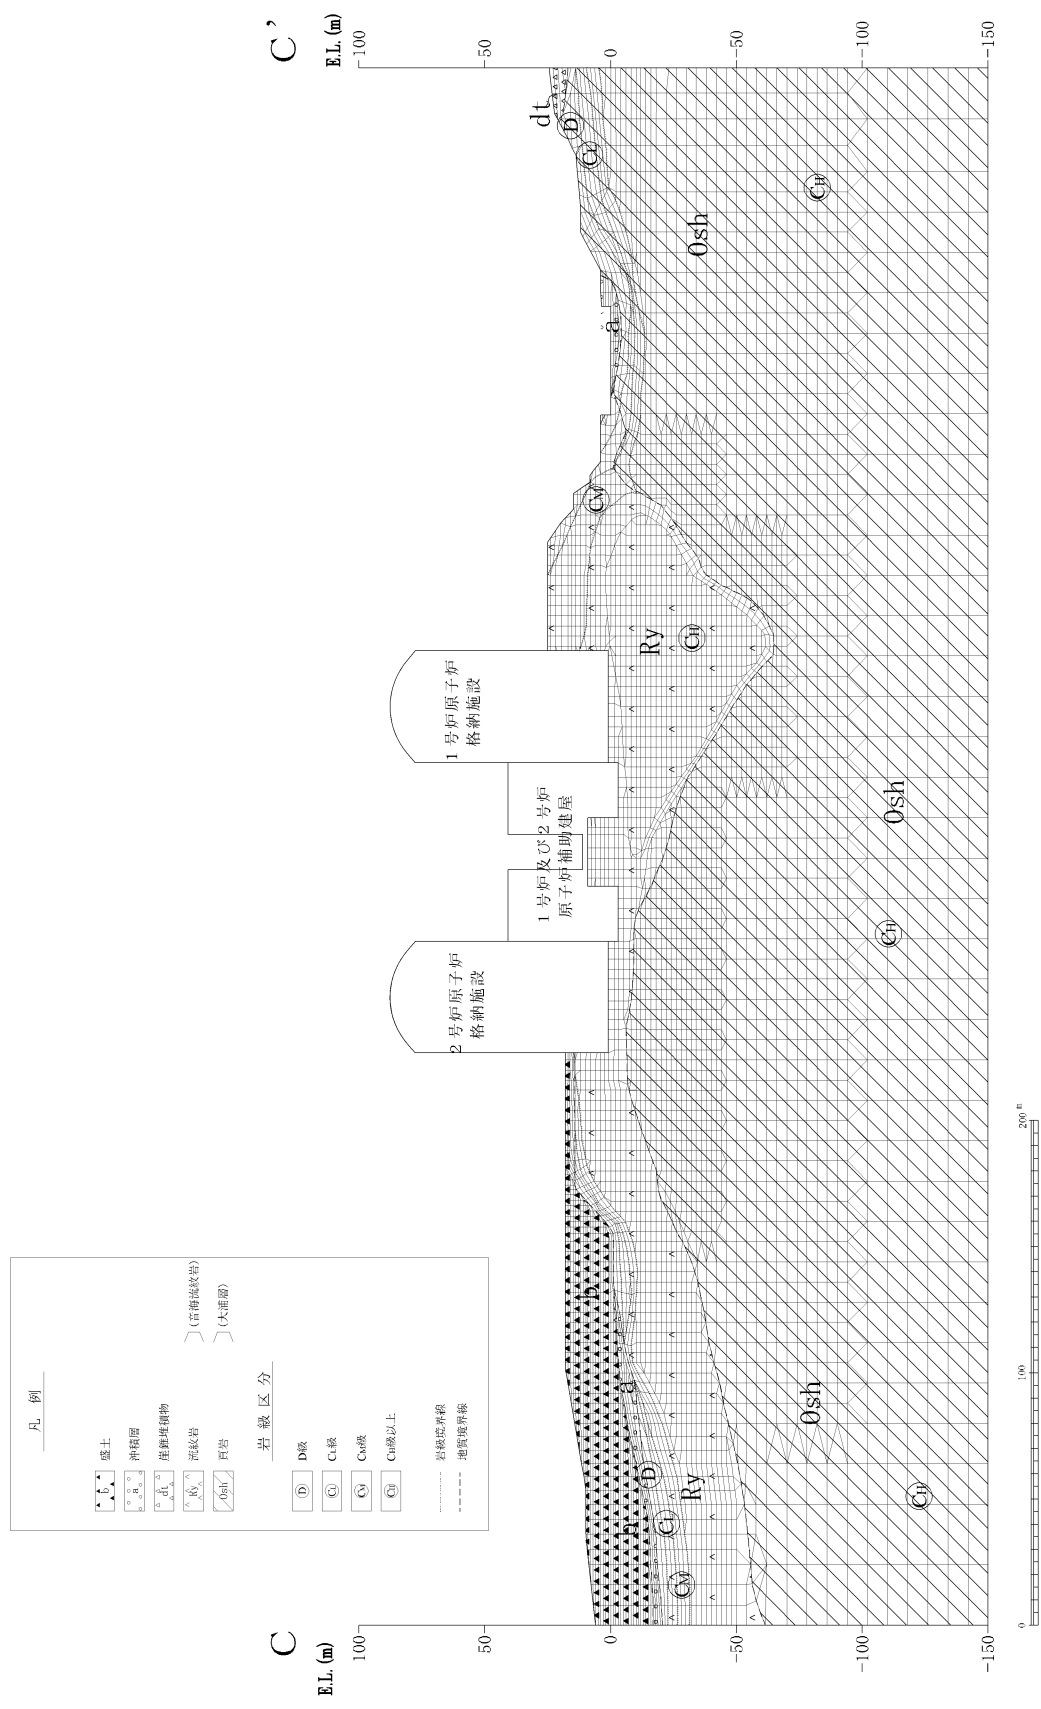 凡 例
b 盛土
a 沖積層
dt 崖錐堆積物
Ry 流紋岩 (音海流紋岩)
Osh 頁岩 (大浦層)
岩 級 区 分
D D級
CL CL級
CM CM級
CH CH級以上
岩級境界線
地質境界線
C
C'
E.L. (m)
100
50
0
-50
-100
-150
E.L. (m)
100
50
0
-50
-100
-150
2号炉原子炉
格納施設
1号炉及び2号炉
原子炉補助建屋
1号炉原子炉
格納施設
b
b
a
D
CL
CM
Ry
Osh
CH
Osh
CH
Ry
CH
CM
a
Osh
CH
CL
D
dt
0
100
200 m